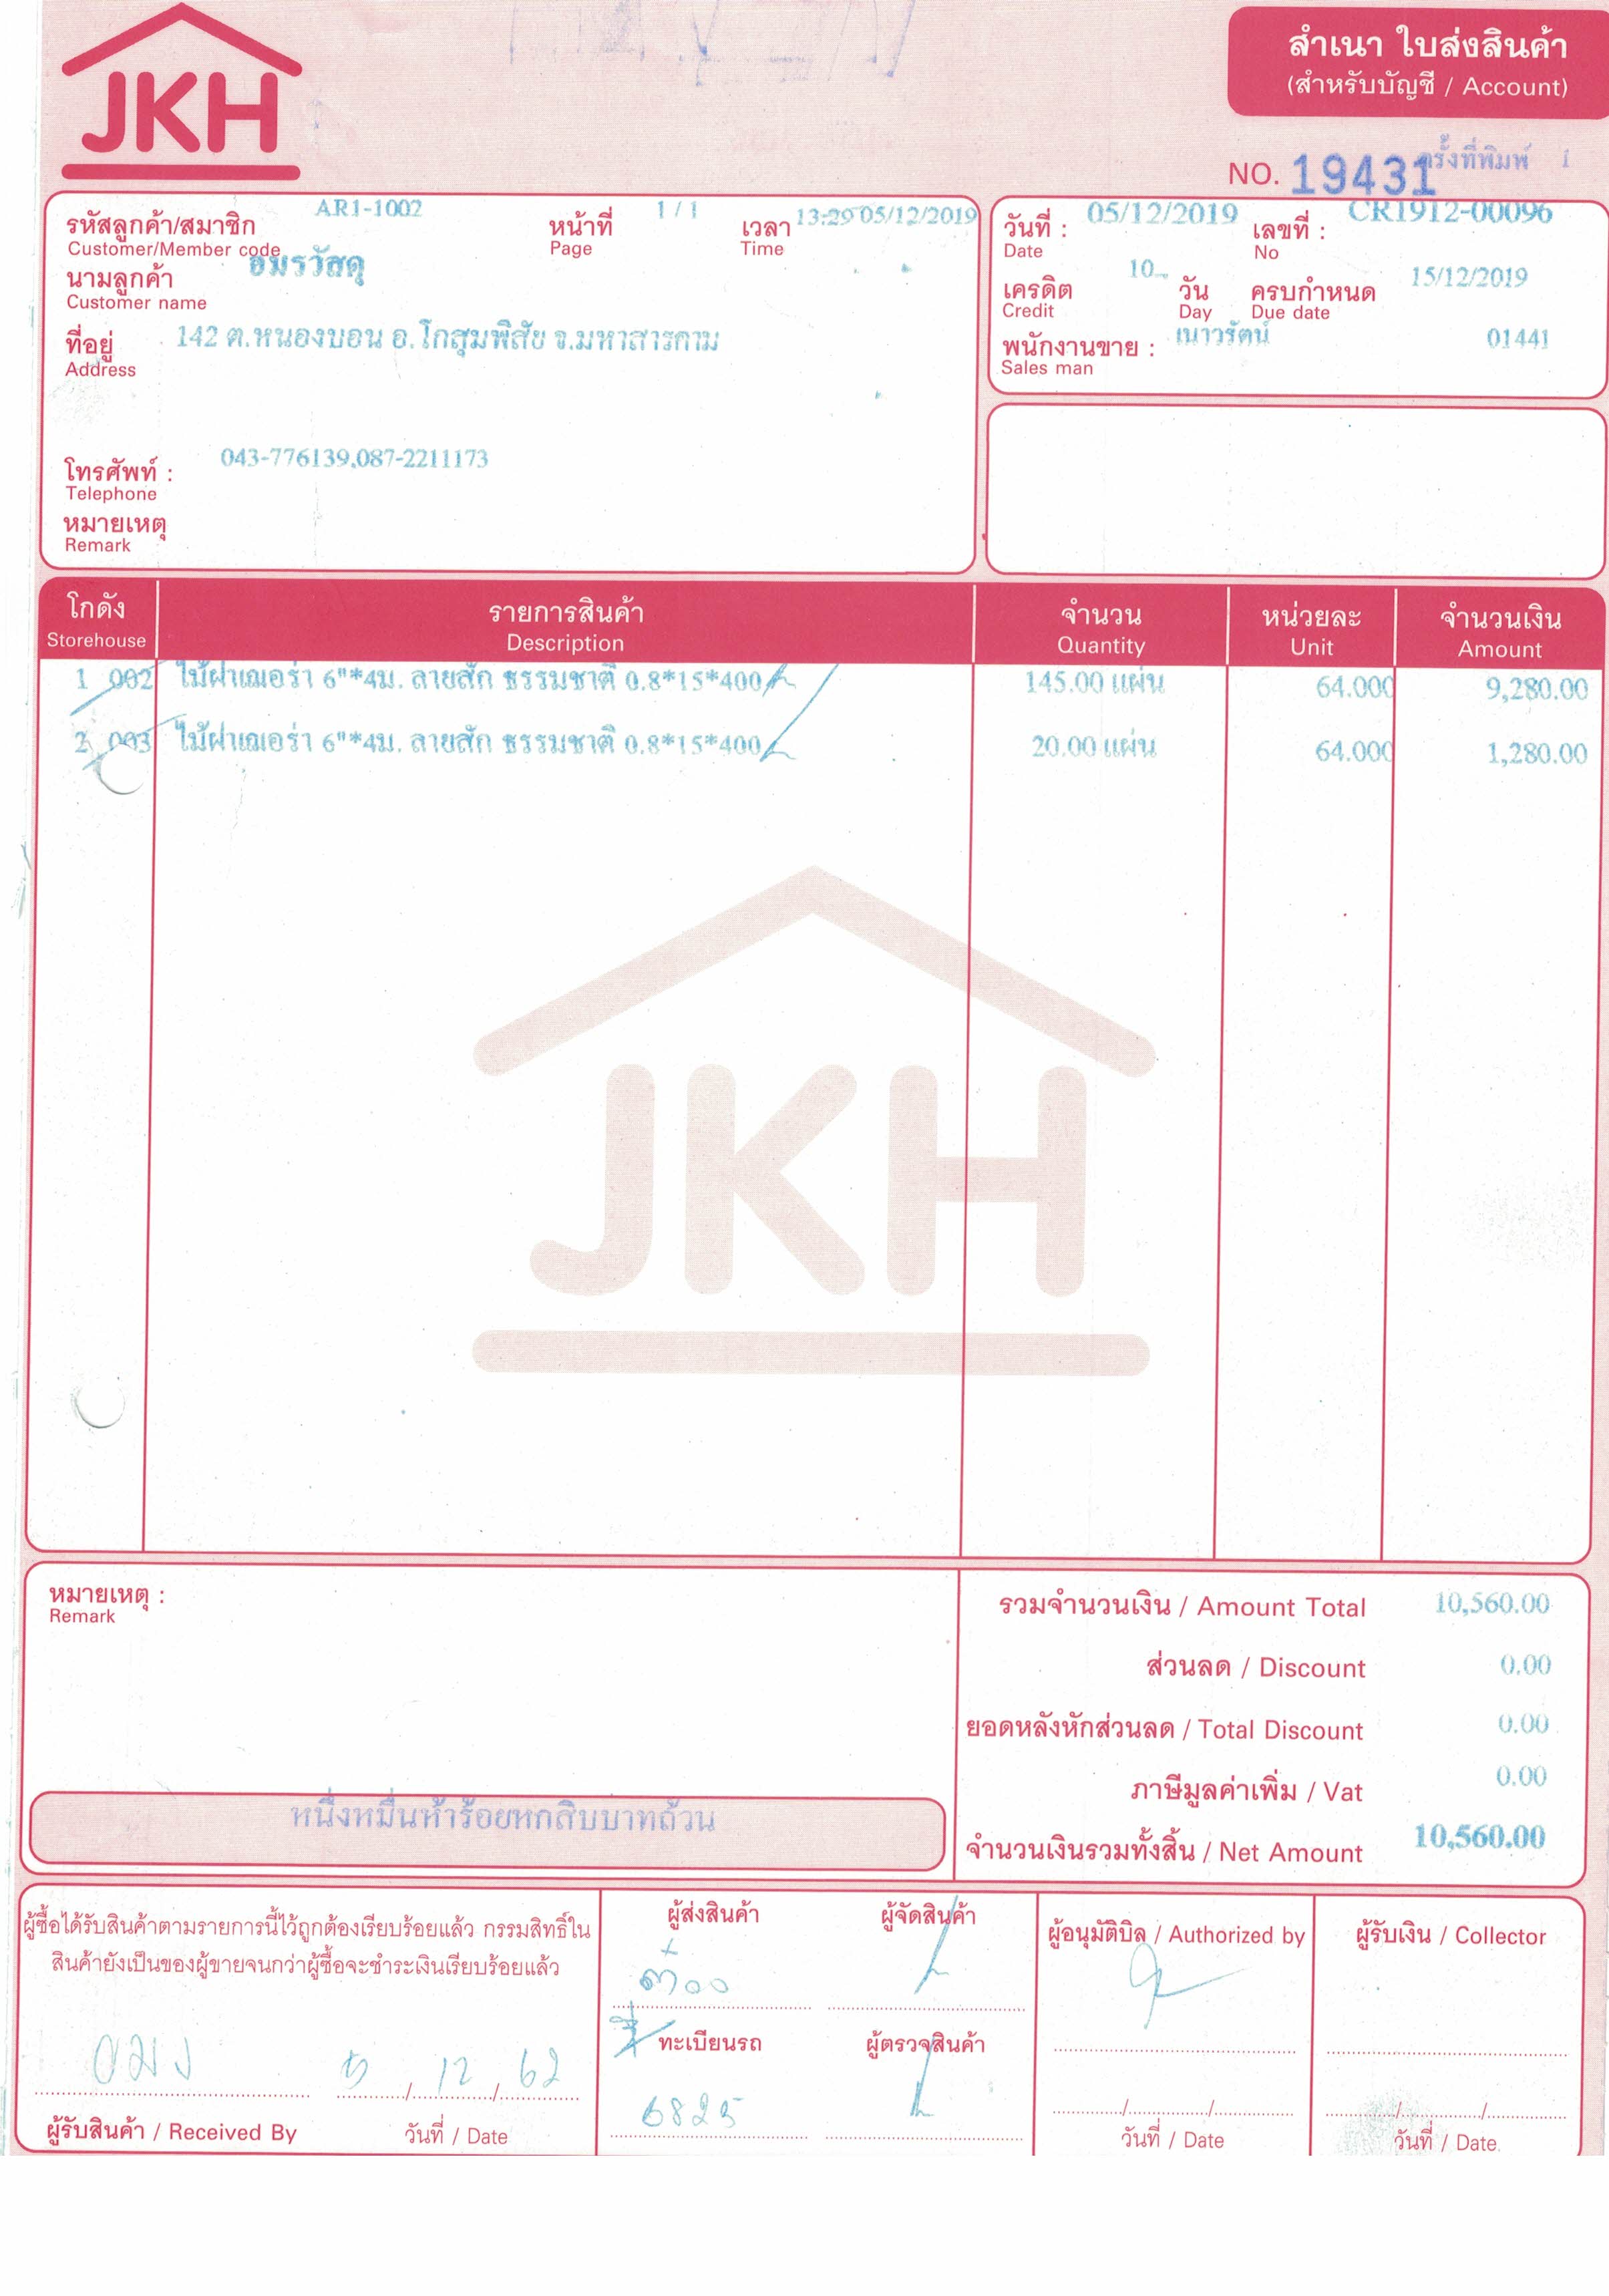 JKH
สำเนา ใบส่งสินค้า
(สำหรับบัญชี / Account)
NO. 19431 ครั้งที่พิมพ์ 1
รหัสลูกค้า/สมาชิก AR1-1002 หน้าที่ 1 / 1 เวลา 13:29 05/12/2019
Customer/Member code Page Time
นามลูกค้า อมรวัสดุ
Customer name
ที่อยู่ 142 ต.หนองบอน อ.โกสุมพิสัย จ.มหาสารคาม
Address
โทรศัพท์ : 043-776139,087-2211173
Telephone
หมายเหตุ
Remark
วันที่ : 05/12/2019 เลขที่ : CR1912-00096
Date No
เครดิต 10 วัน ครบกำหนด 15/12/2019
Credit Day Due date
พนักงานขาย : เนาวรัตน์ 01441
Sales man
โกดัง รายการสินค้า จำนวน หน่วยละ จำนวนเงิน
Storehouse Description Quantity Unit Amount
1 002 ไม้ฝาเฌอร่า 6"*4ม. ลายสัก ธรรมชาติ 0.8*15*400 145.00 แผ่น 64.000 9,280.00
2 003 ไม้ฝาเฌอร่า 6"*4ม. ลายสัก ธรรมชาติ 0.8*15*400 20.00 แผ่น 64.000 1,280.00
JKH
หมายเหตุ :
Remark
รวมจำนวนเงิน / Amount Total 10,560.00
ส่วนลด / Discount 0.00
ยอดหลังหักส่วนลด / Total Discount 0.00
ภาษีมูลค่าเพิ่ม / Vat 0.00
หนึ่งหมื่นห้าร้อยหกสิบบาทถ้วน
จำนวนเงินรวมทั้งสิ้น / Net Amount 10,560.00
ผู้ซื้อได้รับสินค้าตามรายการนี้ไว้ถูกต้องเรียบร้อยแล้ว กรรมสิทธิ์ใน
สินค้ายังเป็นของผู้ขายจนกว่าผู้ซื้อจะชำระเงินเรียบร้อยแล้ว
5 / 12 / 62
ผู้รับสินค้า / Received By วันที่ / Date
ผู้ส่งสินค้า ผู้จัดสินค้า
ทะเบียนรถ ผู้ตรวจสินค้า
6825
ผู้อนุมัติบิล / Authorized by
วันที่ / Date
ผู้รับเงิน / Collector
วันที่ / Date